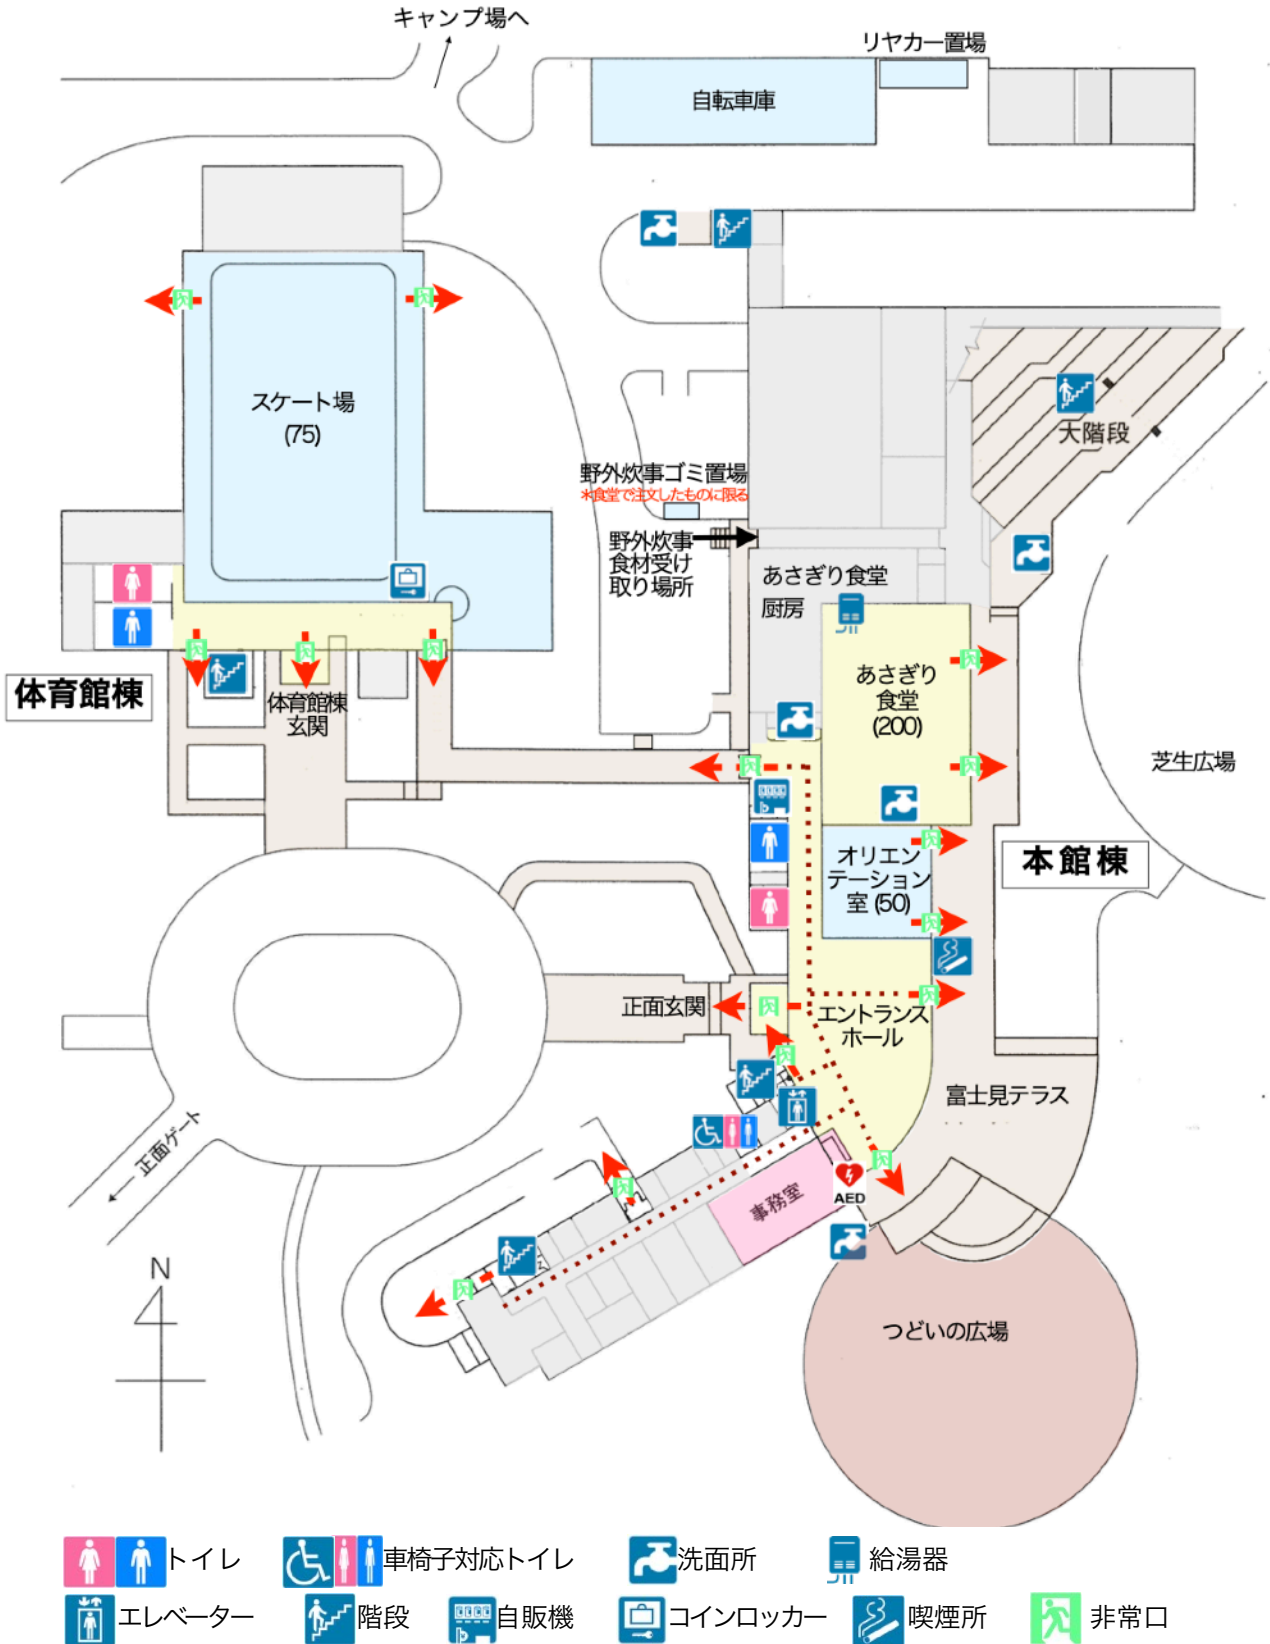 キャンプ場へ
リヤカー置場
自転車庫
スケート場
(75)
大階段
野外炊事ゴミ置場
*食堂で注文したものに限る
野外炊事
食材受け
取り場所
あさぎり食堂
厨房
あさぎり
食堂
(200)
体育館棟
体育館棟
玄関
芝生広場
本館棟
オリエン
テーション
室 (50)
正面玄関
エントランス
ホール
富士見テラス
←正面ゲート
事務室
AED
N
つどいの広場
トイレ
車椅子対応トイレ
洗面所
給湯器
エレベーター
階段
自販機
コインロッカー
喫煙所
非常口